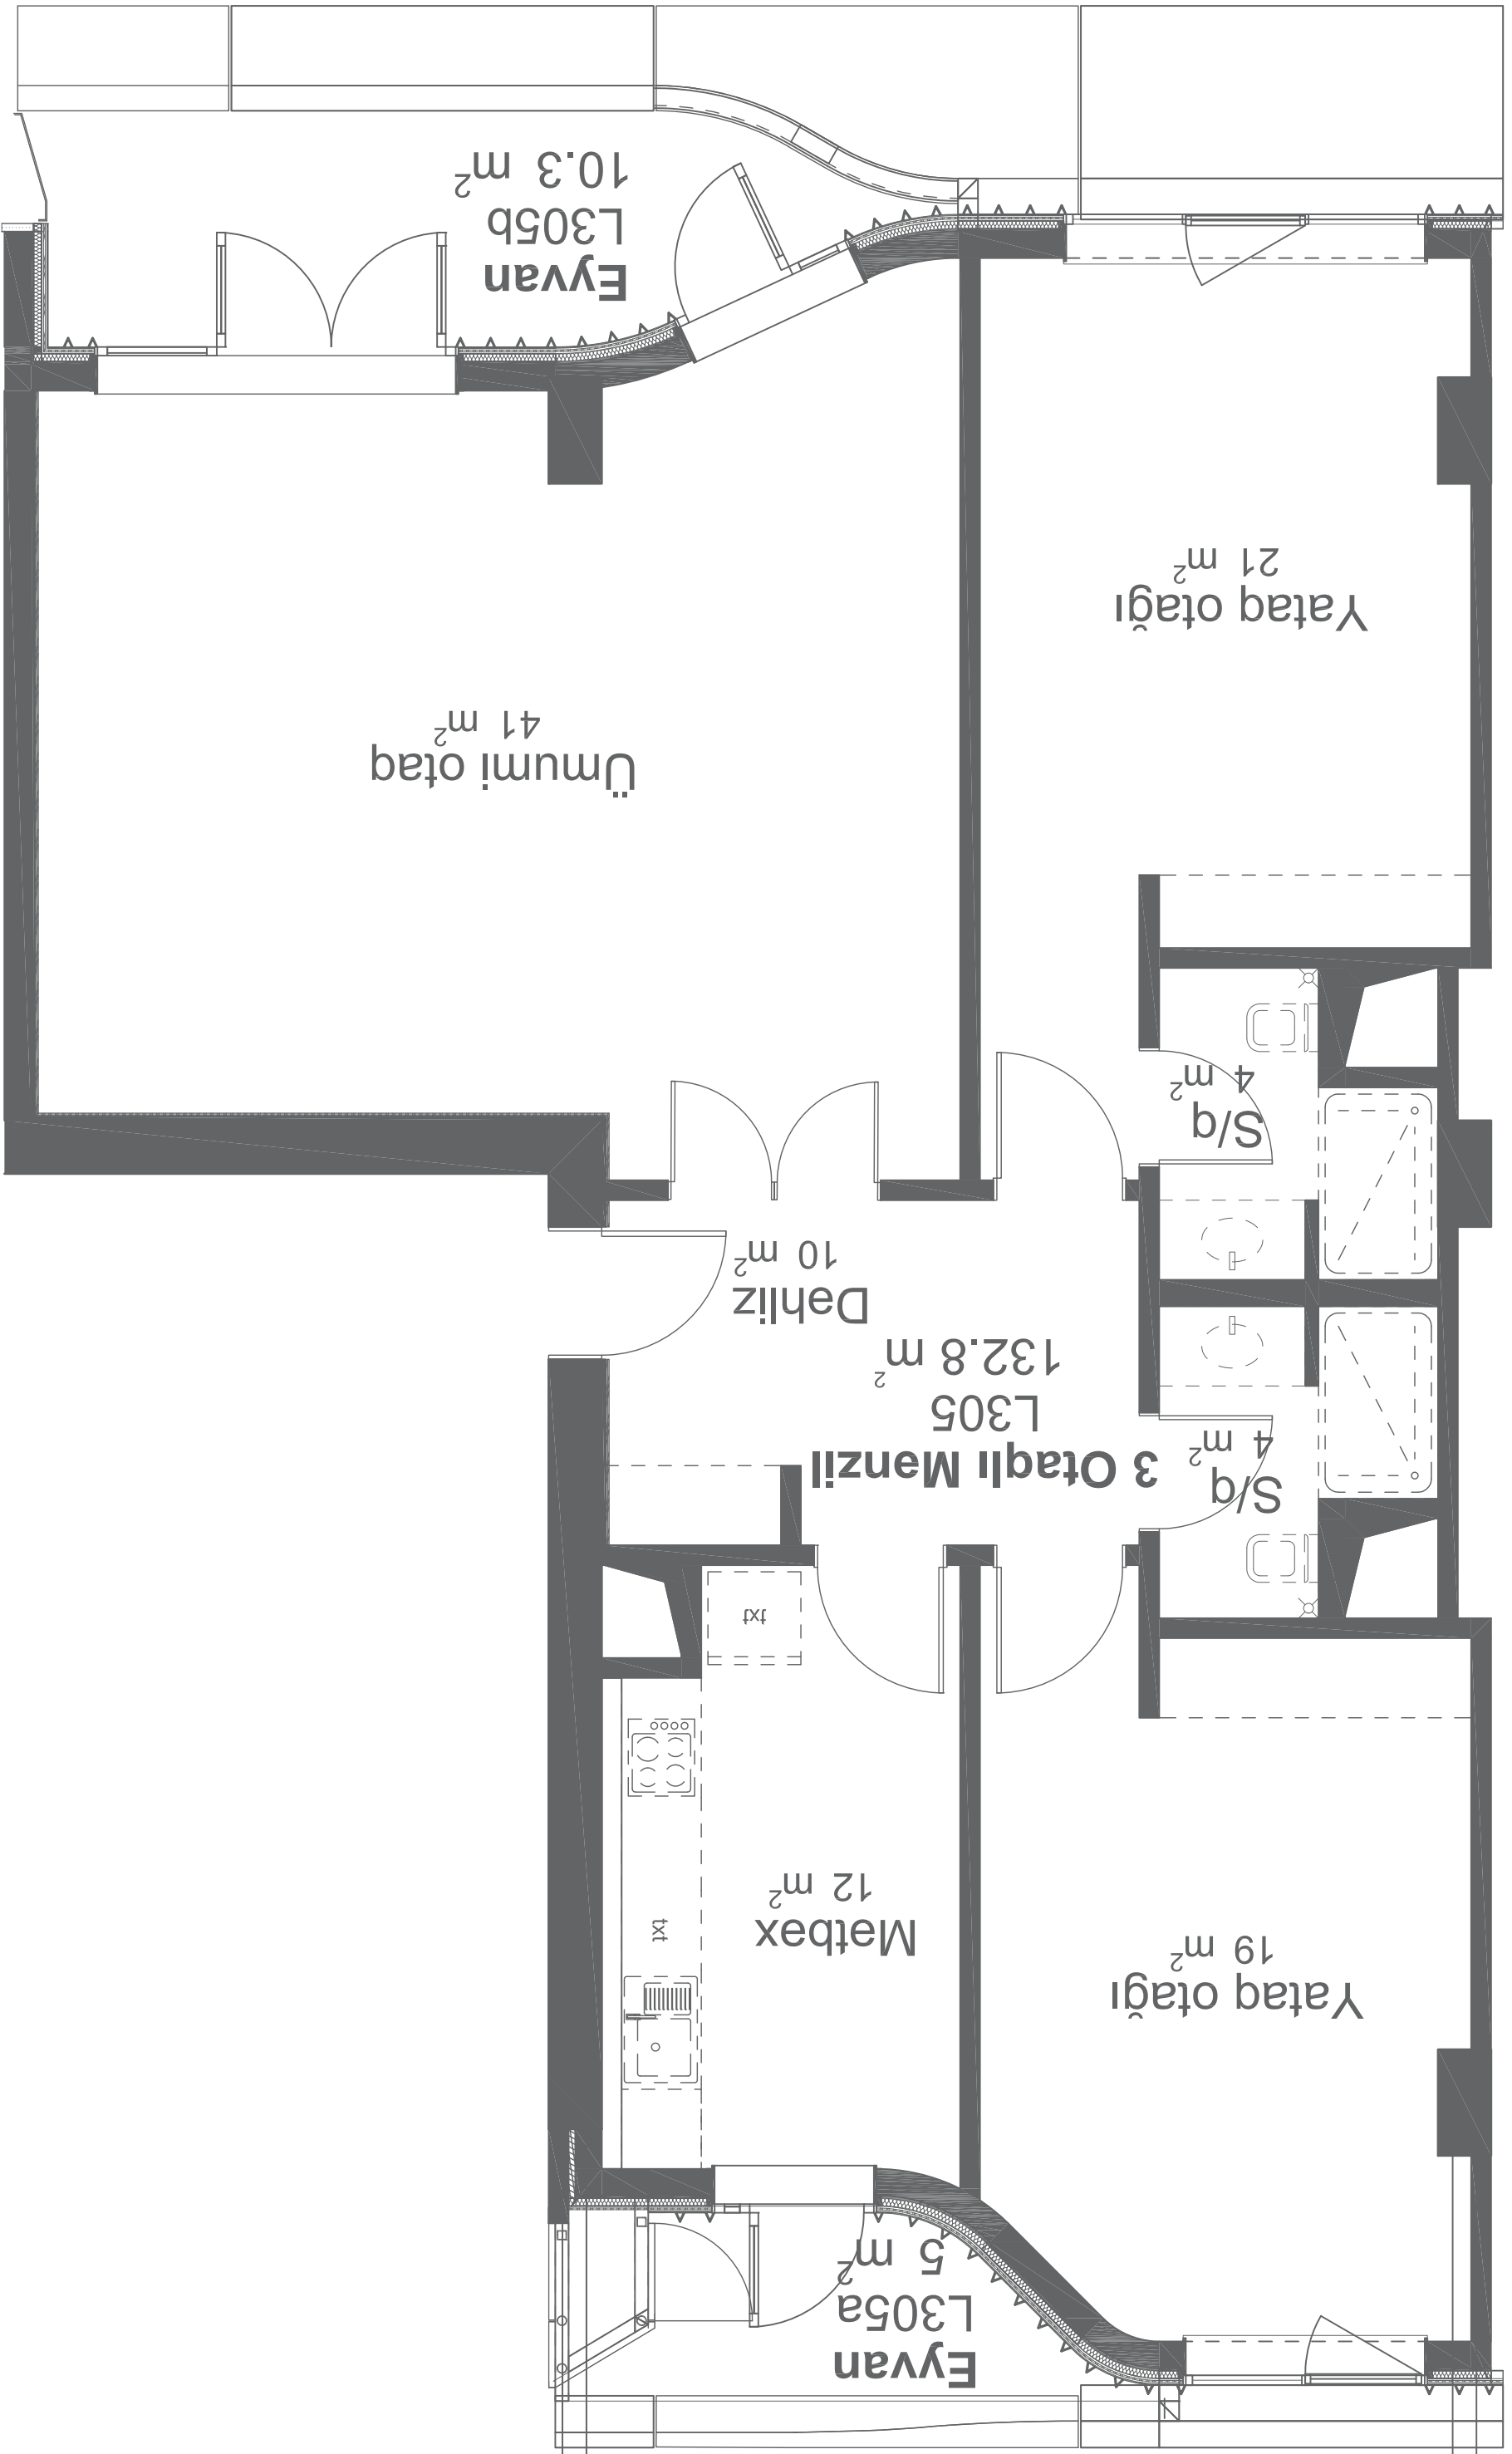 Eyvan
L305a
5 m²
Yataq otağı
19 m²
Mətbəx
12 m²
txt
txt
S/q
4 m²
3 Otaqlı Mənzil
L305
132.8 m²
Dəhliz
10 m²
S/q
4 m²
Ümumi otaq
41 m²
Yataq otağı
21 m²
Eyvan
L305b
10.3 m²